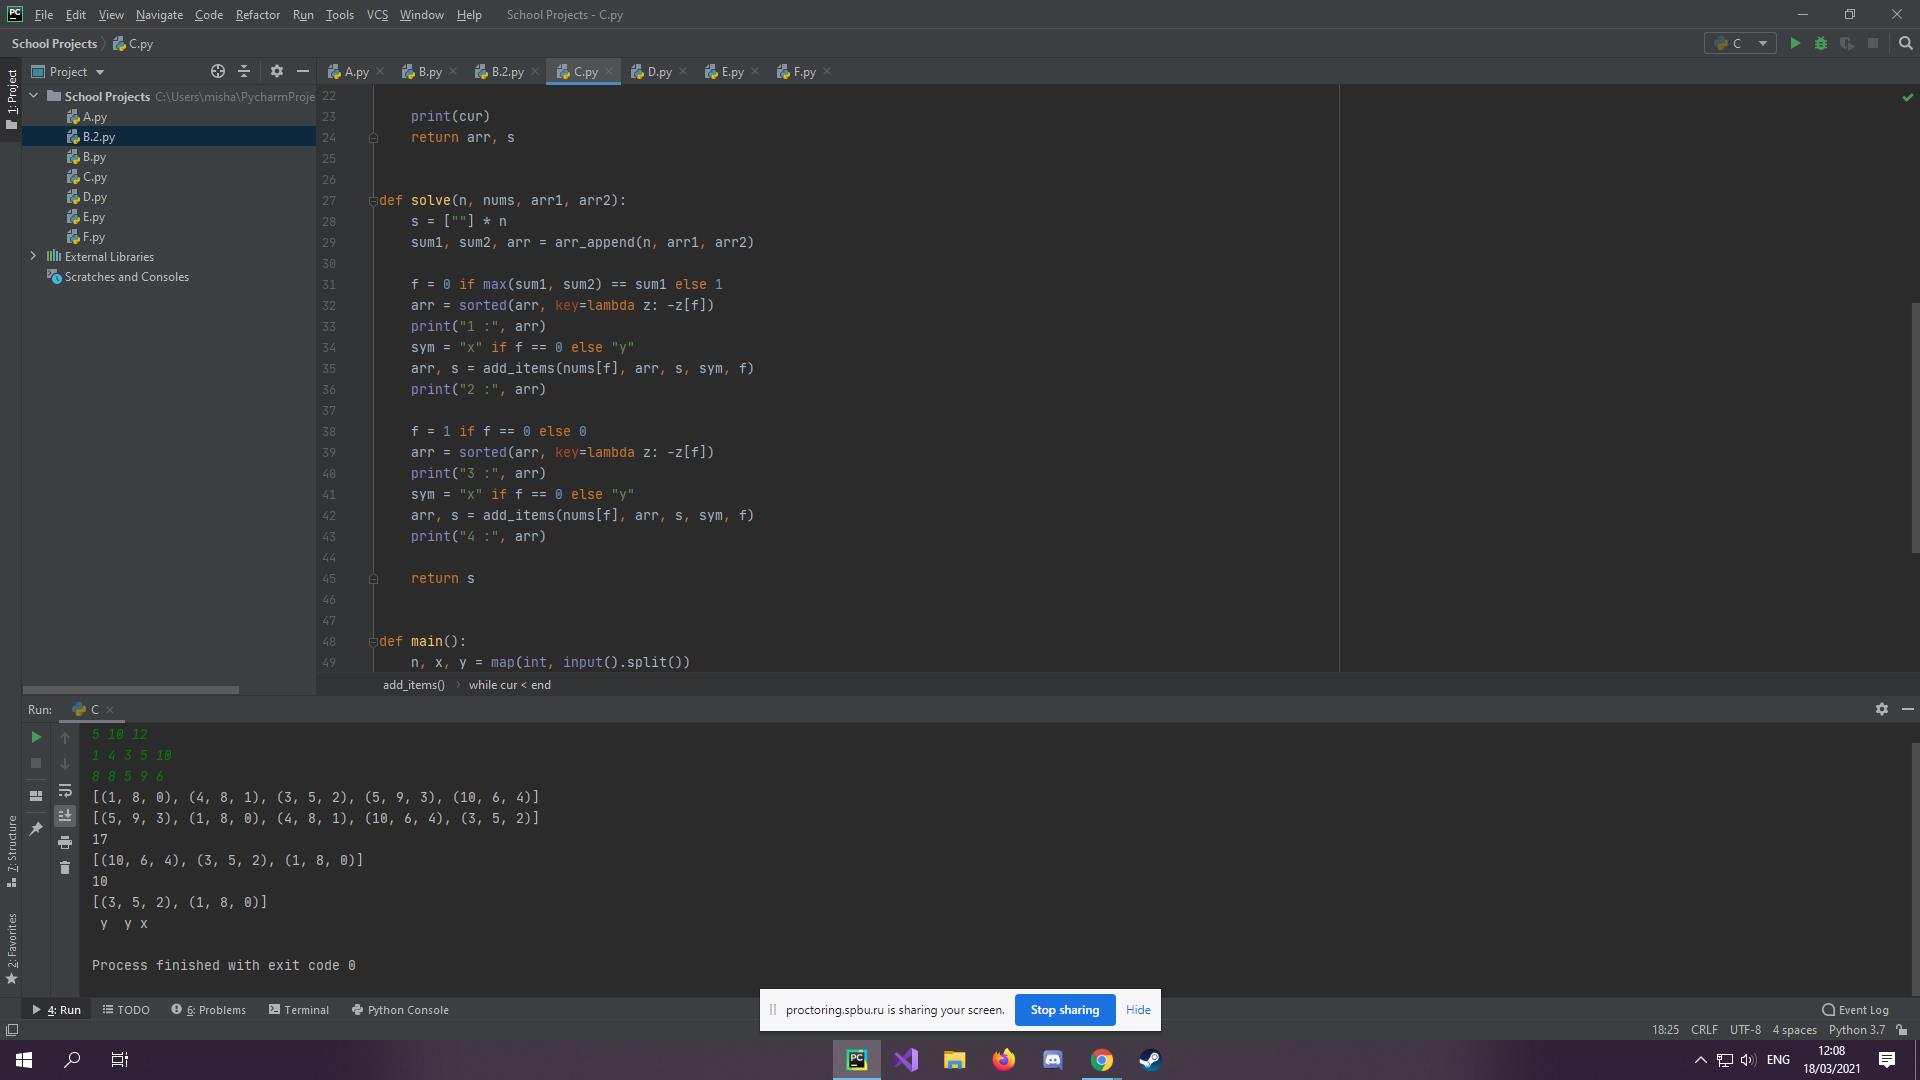 File Edit View Navigate Code Refactor Run Tools VCS Window Help School Projects - C.py
School Projects C.py C
Project A.py B.py B.2.py C.py D.py E.py F.py
1: Project
School Projects C:\Users\misha\PycharmProje
A.py
B.2.py
B.py
C.py
D.py
E.py
F.py
External Libraries
Scratches and Consoles
22
23 print(cur)
24 return arr, s
25
26
27 def solve(n, nums, arr1, arr2):
28 s = [""] * n
29 sum1, sum2, arr = arr_append(n, arr1, arr2)
30
31 f = 0 if max(sum1, sum2) == sum1 else 1
32 arr = sorted(arr, key=lambda z: -z[f])
33 print("1 :", arr)
34 sym = "x" if f == 0 else "y"
35 arr, s = add_items(nums[f], arr, s, sym, f)
36 print("2 :", arr)
37
38 f = 1 if f == 0 else 0
39 arr = sorted(arr, key=lambda z: -z[f])
40 print("3 :", arr)
41 sym = "x" if f == 0 else "y"
42 arr, s = add_items(nums[f], arr, s, sym, f)
43 print("4 :", arr)
44
45 return s
46
47
48 def main():
49 n, x, y = map(int, input().split())
add_items() while cur < end
Run: C
5 10 12
1 4 3 5 10
8 8 5 9 6
[(1, 8, 0), (4, 8, 1), (3, 5, 2), (5, 9, 3), (10, 6, 4)]
[(5, 9, 3), (1, 8, 0), (4, 8, 1), (10, 6, 4), (3, 5, 2)]
17
[(10, 6, 4), (3, 5, 2), (1, 8, 0)]
10
[(3, 5, 2), (1, 8, 0)]
y y x
Process finished with exit code 0
7: Structure
2: Favorites
proctoring.spbu.ru is sharing your screen. Stop sharing Hide
4: Run TODO 6: Problems Terminal Python Console Event Log
18:25 CRLF UTF-8 4 spaces Python 3.7
ENG 12:08
18/03/2021